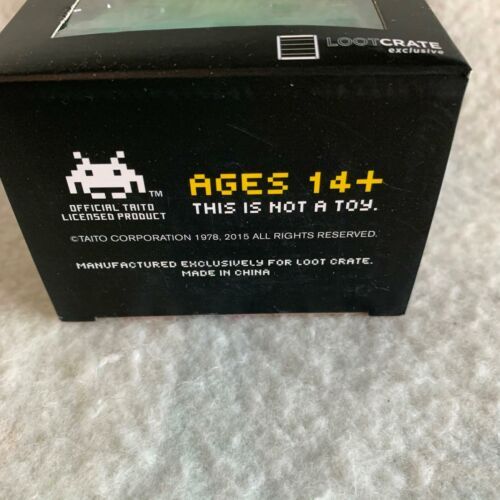 LOOTCRATE
exclusive
AGES 14+
THIS IS NOT A TOY.
TM
OFFICIAL TAITO
LICENSED PRODUCT
©TAITO CORPORATION 1978, 2015 ALL RIGHTS RESERVED.
MANUFACTURED EXCLUSIVELY FOR LOOT CRATE.
MADE IN CHINA